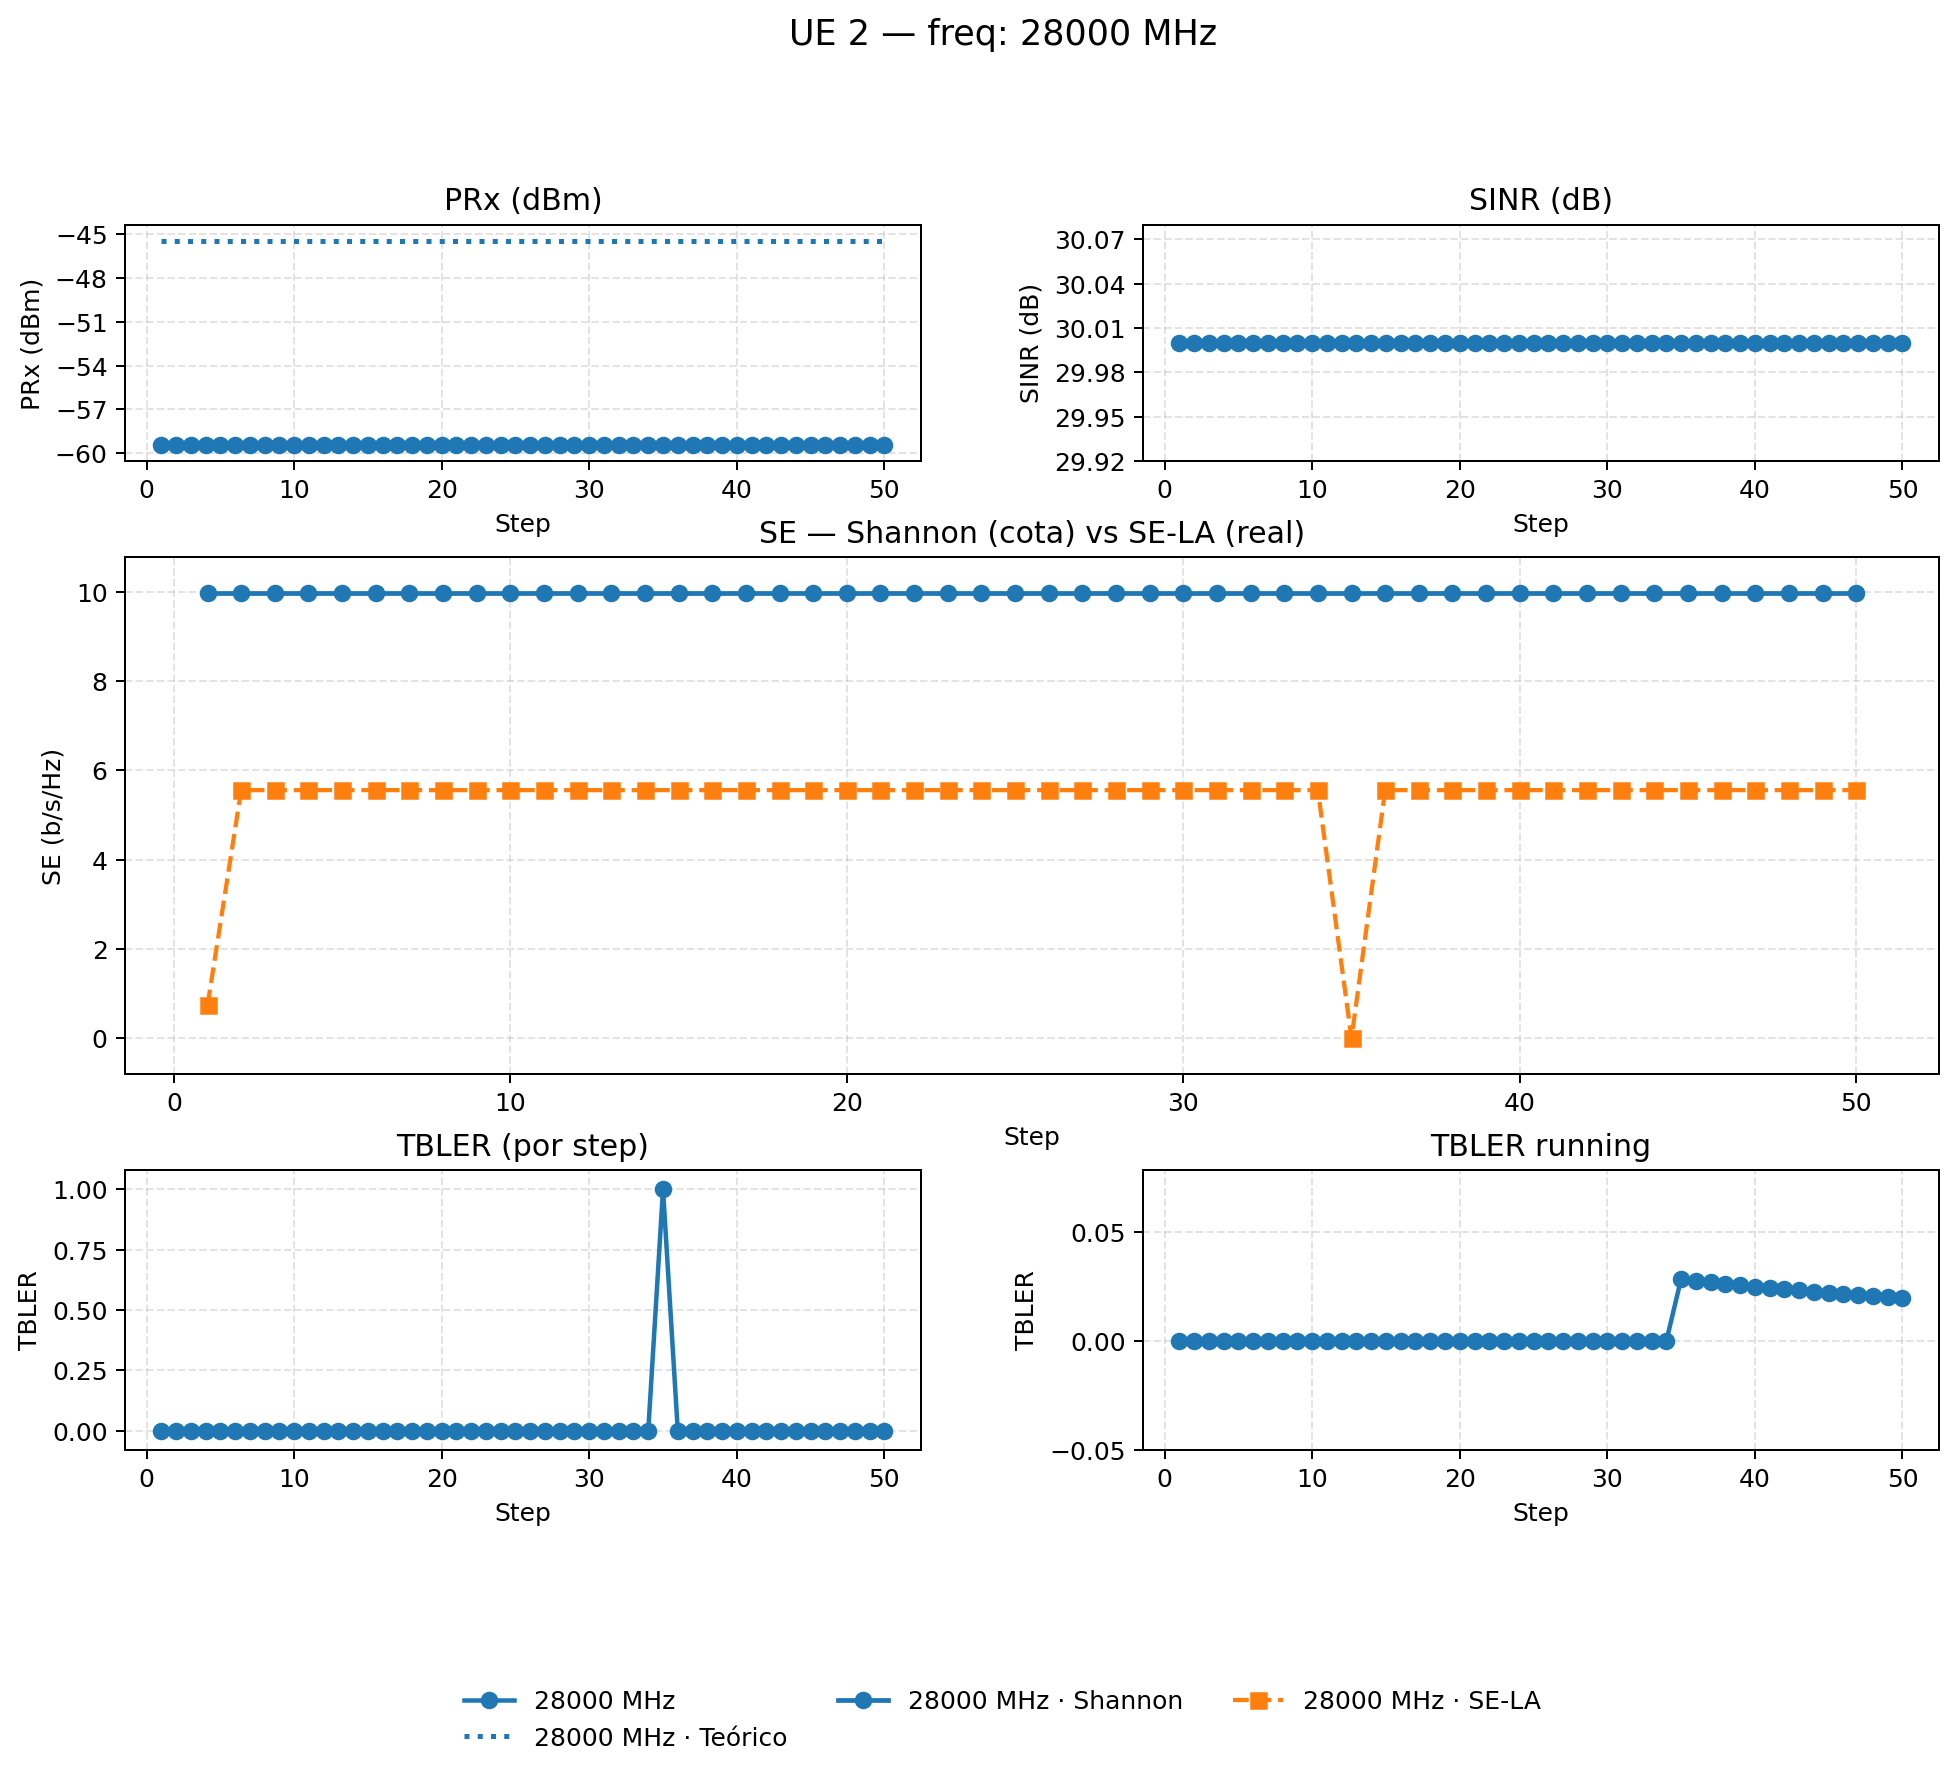 UE 2 — freq: 28000 MHz
PRx (dBm)
PRx (dBm)
−45
−48
−51
−54
−57
−60
0 10 20 30 40 50
Step
SINR (dB)
SINR (dB)
30.07
30.04
30.01
29.98
29.95
29.92
0 10 20 30 40 50
Step
SE — Shannon (cota) vs SE-LA (real)
SE (b/s/Hz)
10
8
6
4
2
0
0 10 20 30 40 50
Step
TBLER (por step)
TBLER
1.00
0.75
0.50
0.25
0.00
0 10 20 30 40 50
Step
TBLER running
TBLER
0.05
0.00
−0.05
0 10 20 30 40 50
Step
28000 MHz
28000 MHz · Teórico
28000 MHz · Shannon
28000 MHz · SE-LA